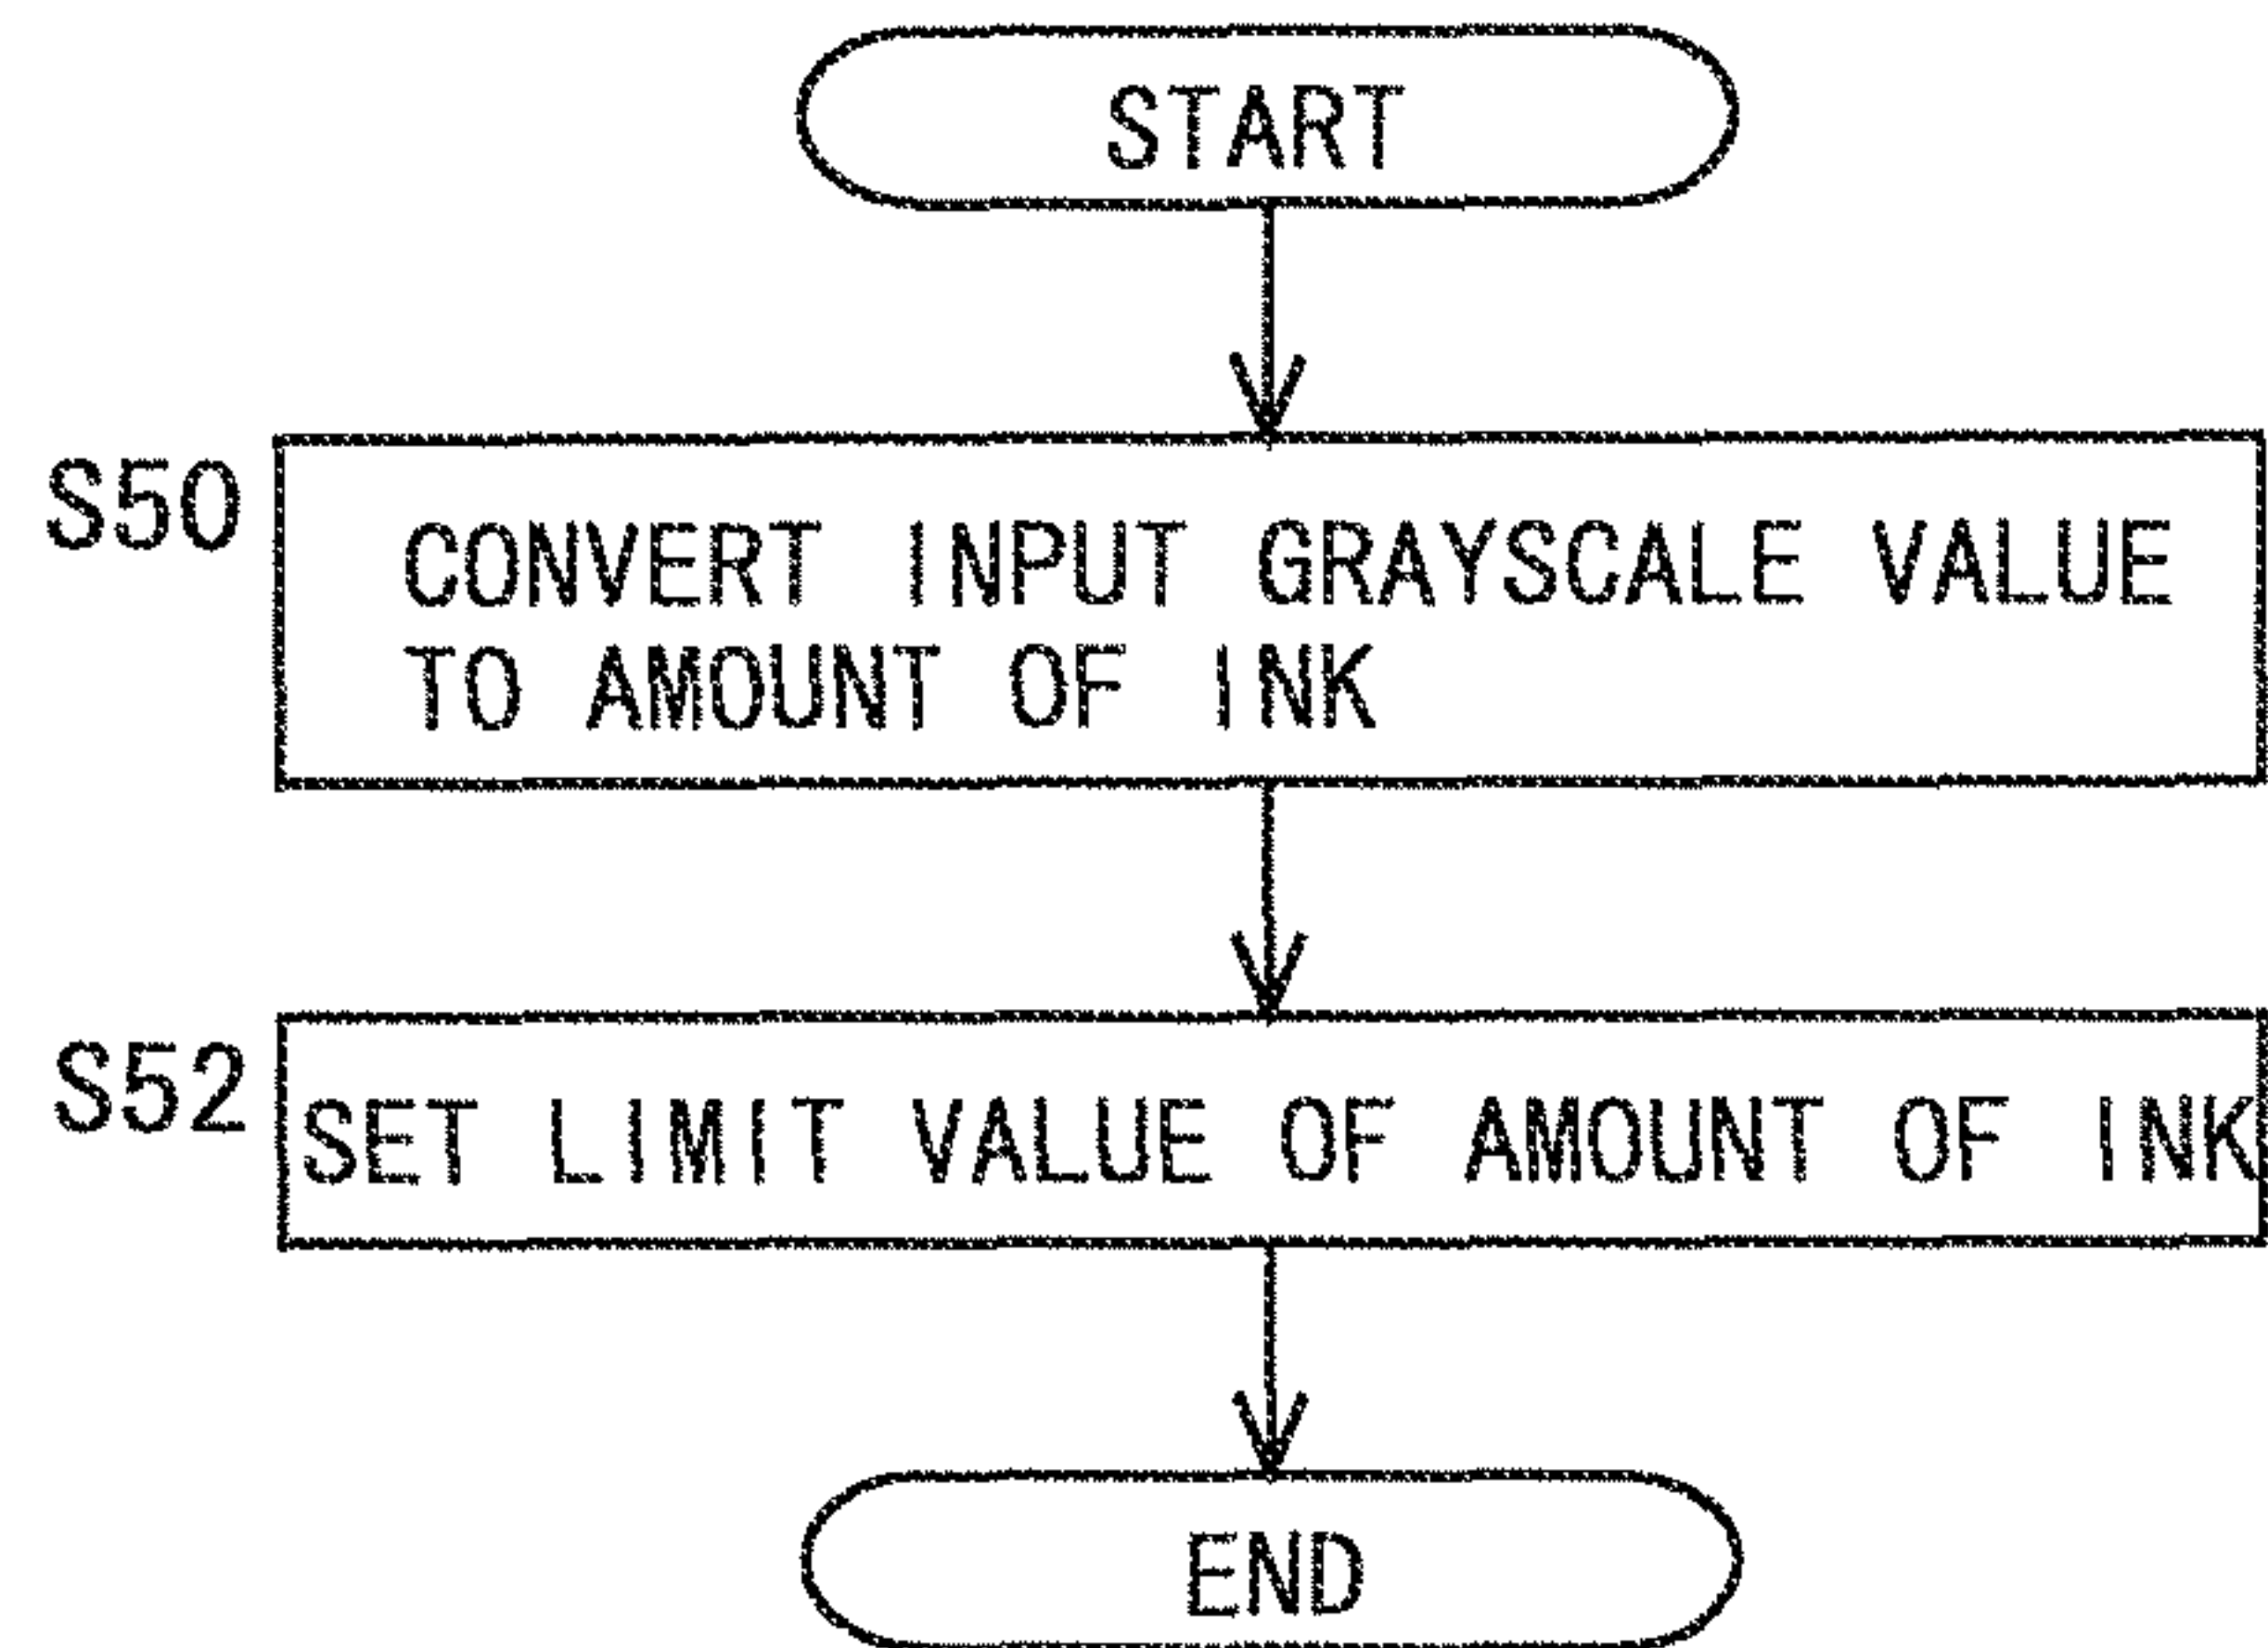 START
S50
CONVERT INPUT GRAYSCALE VALUE
TO AMOUNT OF INK
S52
SET LIMIT VALUE OF AMOUNT OF INK
END